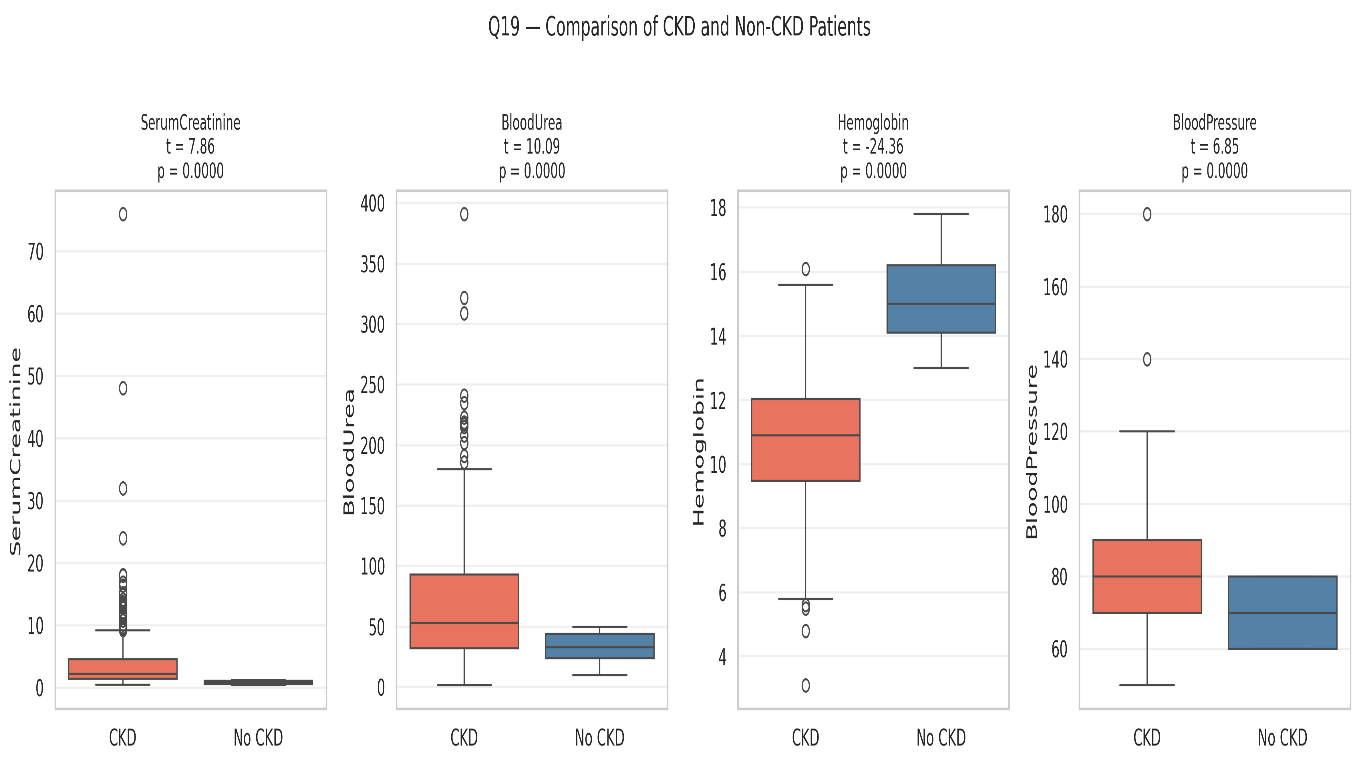 Q19 — Comparison of CKD and Non-CKD Patients
SerumCreatinine
t = 7.86
p = 0.0000
SerumCreatinine
70
60
50
40
30
20
10
0
CKD
No CKD
BloodUrea
t = 10.09
p = 0.0000
BloodUrea
400
350
300
250
200
150
100
50
0
CKD
No CKD
Hemoglobin
t = -24.36
p = 0.0000
Hemoglobin
18
16
14
12
10
8
6
4
CKD
No CKD
BloodPressure
t = 6.85
p = 0.0000
BloodPressure
180
160
140
120
100
80
60
CKD
No CKD